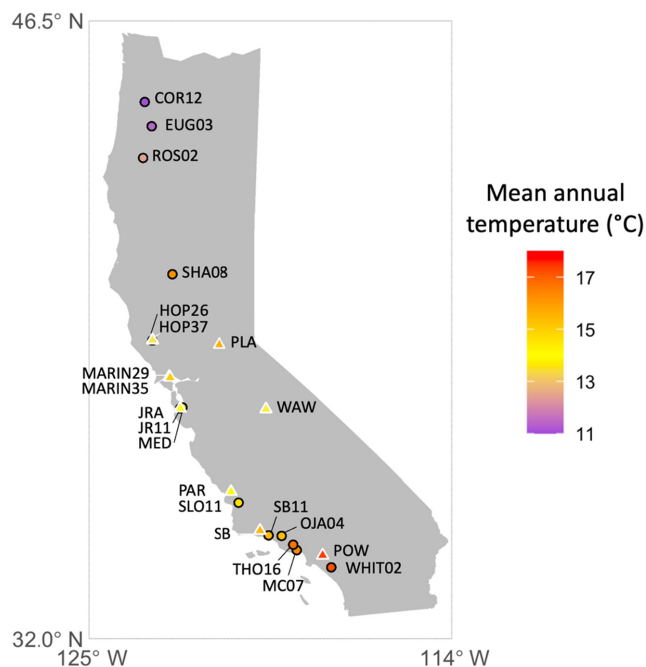 46.5° N
COR12
EUG03
ROS02
SHA08
HOP26
HOP37
PLA
MARIN29
MARIN35
JRA
JR11
MED
WAW
PAR
SLO11
SB11
SB
OJA04
THO16
MC07
POW
WHIT02
32.0° N
125° W
114° W
Mean annual
temperature (°C)
17
15
13
11